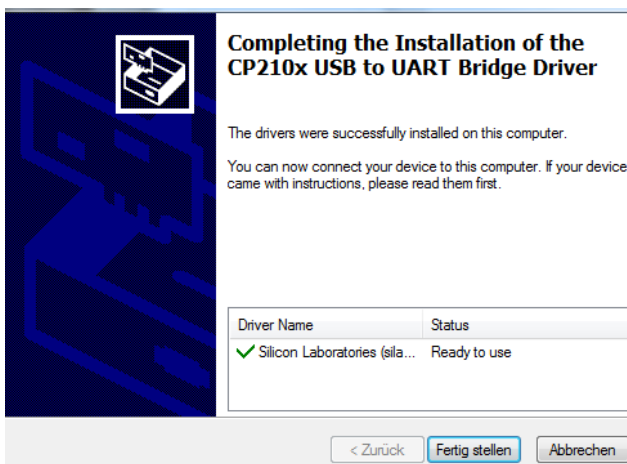 Completing the Installation of the
CP210x USB to UART Bridge Driver
The drivers were successfully installed on this computer.
You can now connect your device to this computer. If your device
came with instructions, please read them first.
Driver Name Status
Silicon Laboratories (sila... Ready to use
< Zurück Fertig stellen Abbrechen